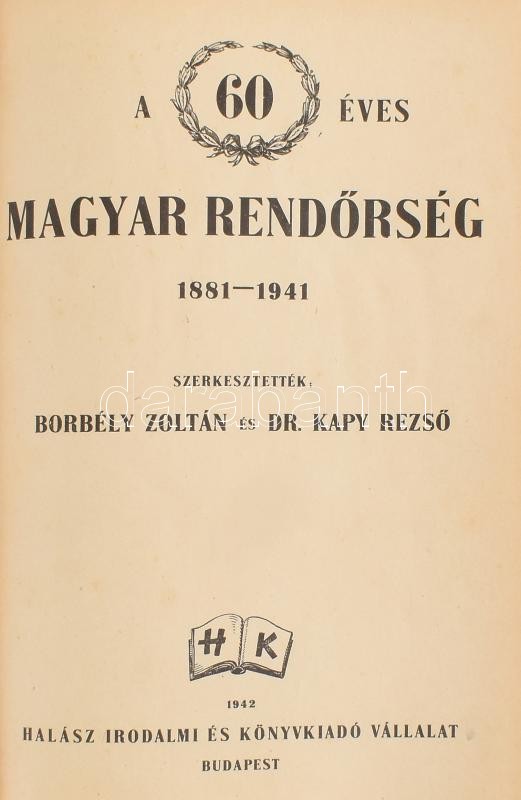 A 60 ÉVES
MAGYAR RENDŐRSÉG
1881—1941
SZERKESZTETTÉK:
darabanth
BORBÉLY ZOLTÁN ÉS DR. KAPY REZSŐ
H K
1942
HALÁSZ IRODALMI ÉS KÖNYVKIADÓ VÁLLALAT
BUDAPEST